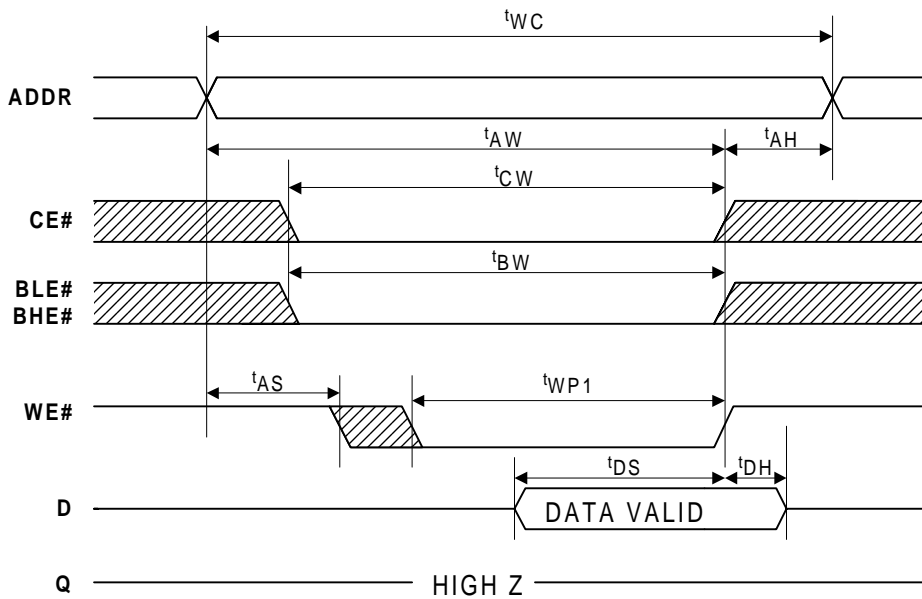 tWC
ADDR
tAW
tAH
tCW
CE#
tBW
BLE#
BHE#
tAS
tWP1
WE#
tDS
tDH
D
DATA VALID
Q
HIGH Z